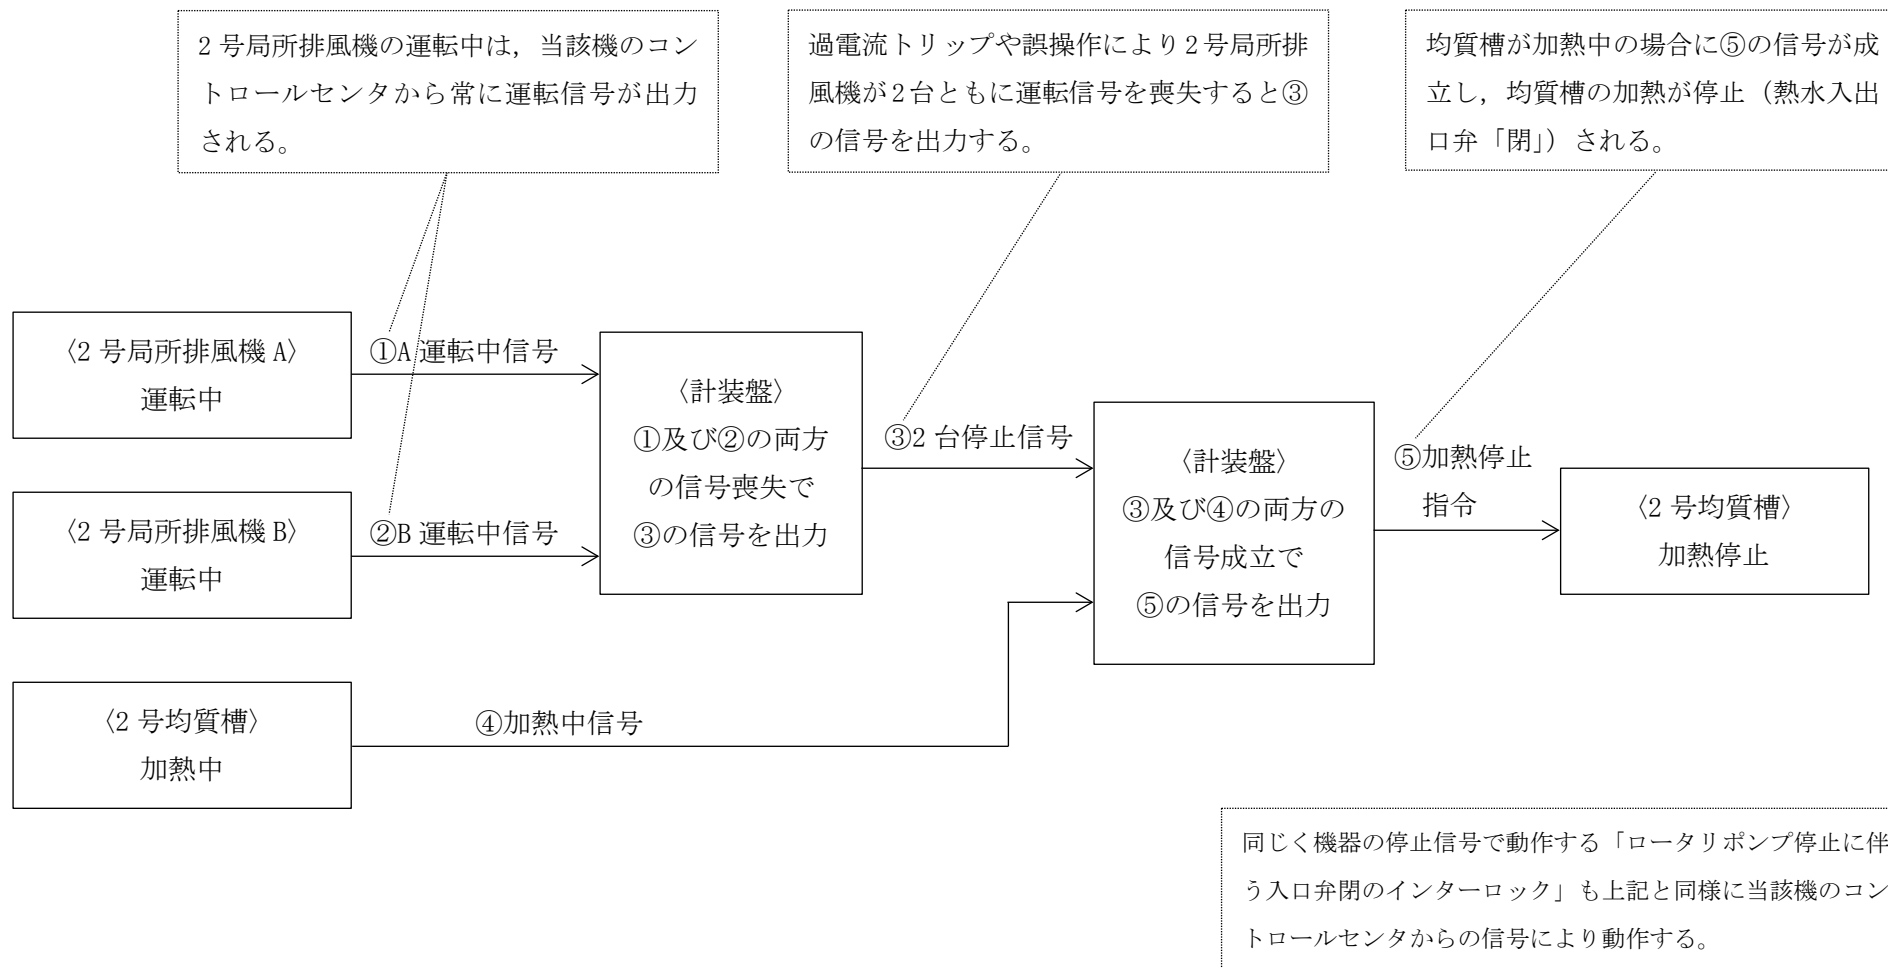 2 号局所排風機の運転中は，当該機のコン
トロールセンタから常に運転信号が出力
される。
過電流トリップや誤操作により2号局所排
風機が2台ともに運転信号を喪失すると③
の信号を出力する。
均質槽が加熱中の場合に⑤の信号が成
立し，均質槽の加熱が停止（熱水入出
口弁「閉」）される。
〈2 号局所排風機 A〉
運転中
①A 運転中信号
〈計装盤〉
①及び②の両方
の信号喪失で
③の信号を出力
③2 台停止信号
〈計装盤〉
③及び④の両方の
信号成立で
⑤の信号を出力
⑤加熱停止
指令
〈2 号均質槽〉
加熱停止
〈2 号局所排風機 B〉
運転中
②B 運転中信号
〈2 号均質槽〉
加熱中
④加熱中信号
同じく機器の停止信号で動作する「ロータリポンプ停止に伴
う入口弁閉のインターロック」も上記と同様に当該機のコン
トロールセンタからの信号により動作する。